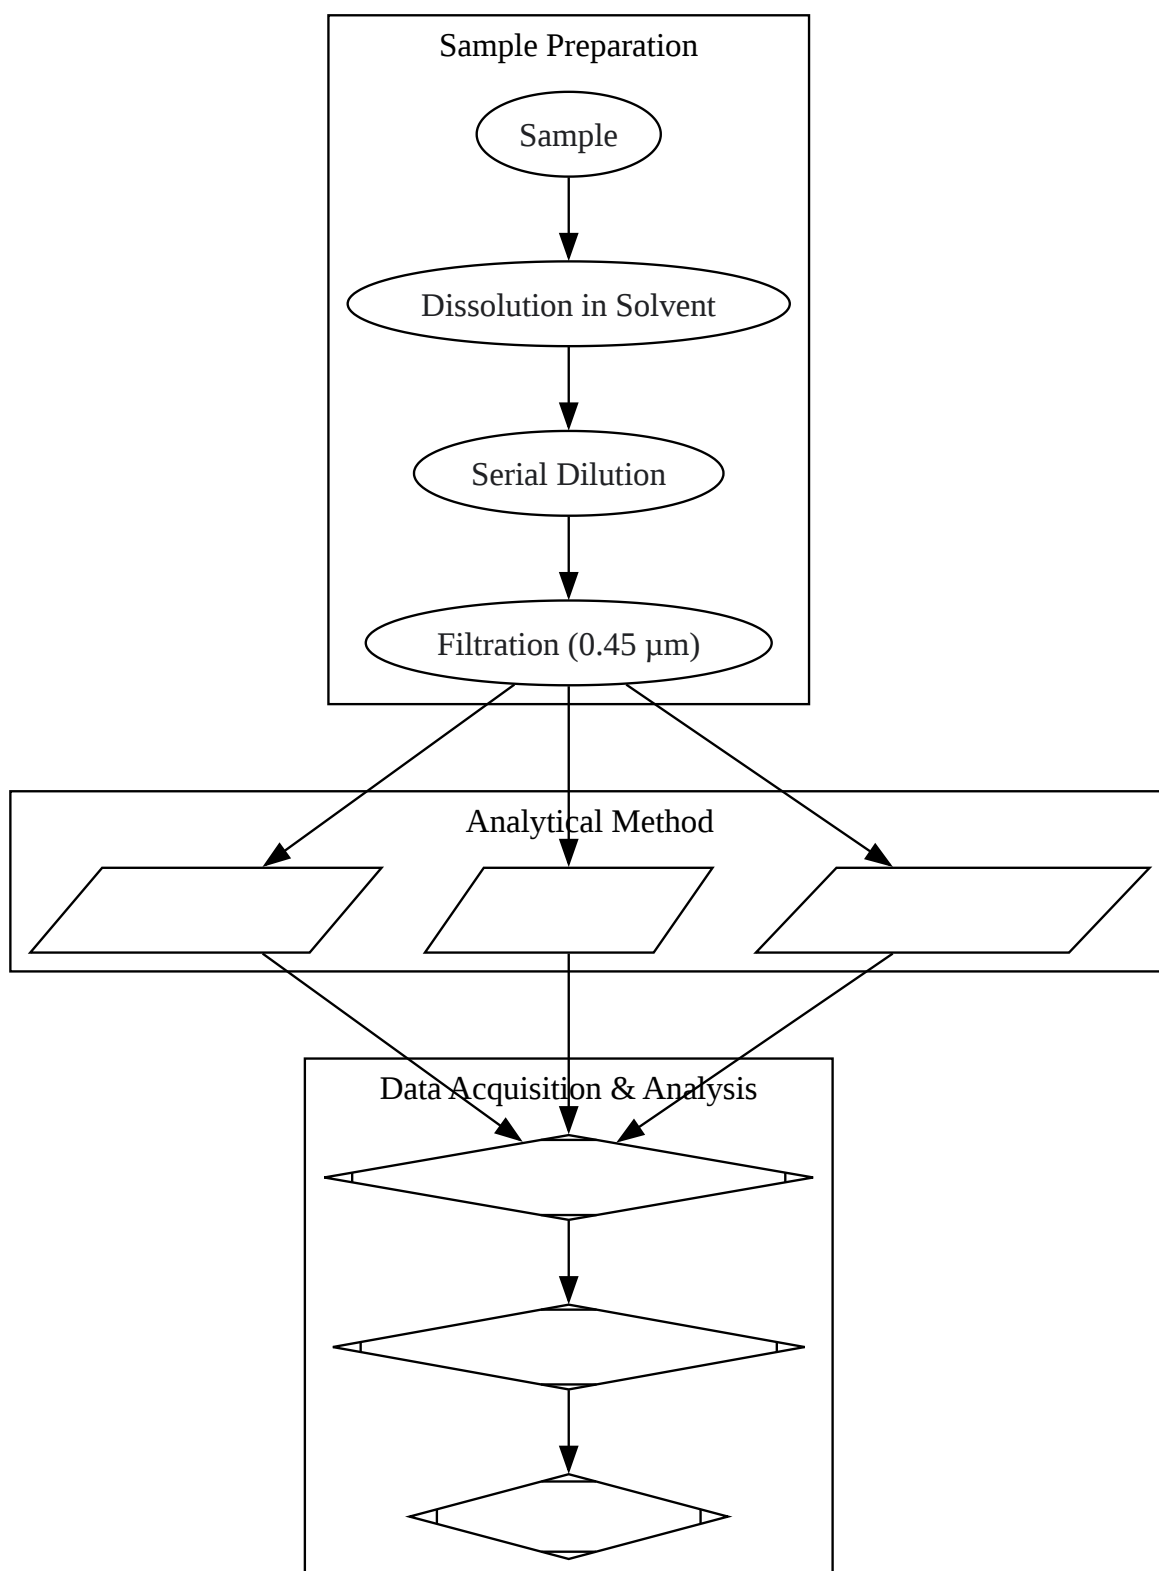 Sample Preparation
Sample
Dissolution in Solvent
Serial Dilution
Filtration (0.45 µm)
Analytical Method
Data Acquisition & Analysis